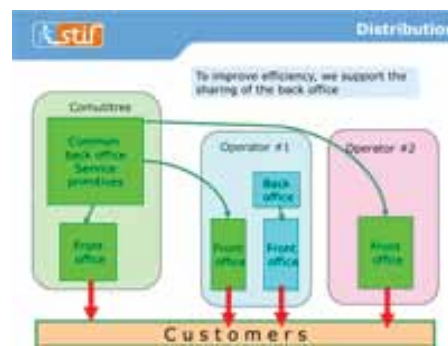 stif
Distribution
To improve efficiency, we support the
sharing of the back office
Comutitres
Operator #1
Operator #2
Common
back office
Service
primitives
Back
office
Front
office
Front
office
Front
office
Front
office
Customers